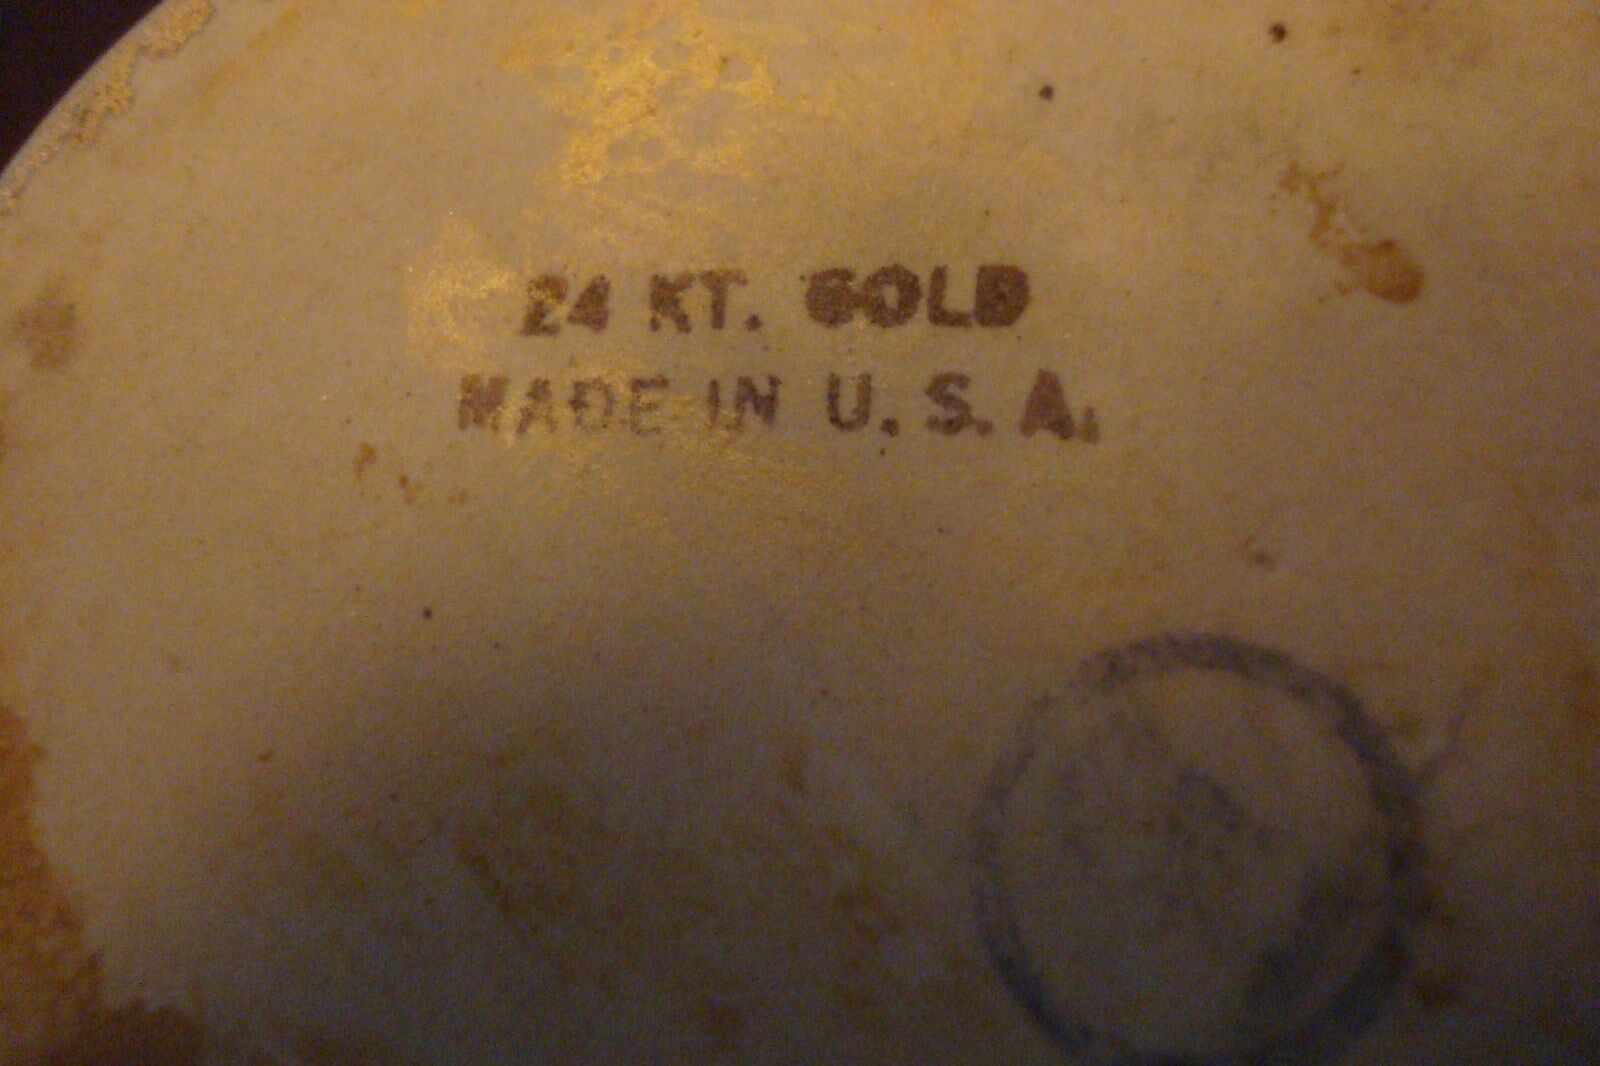 24 KT. GOLD
MADE IN U. S. A.